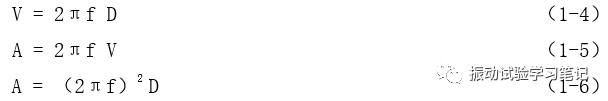 V = 2πf D （1-4）
A = 2πf V （1-5）
A = （2πf）²D （1-6）
振动试验学习笔记